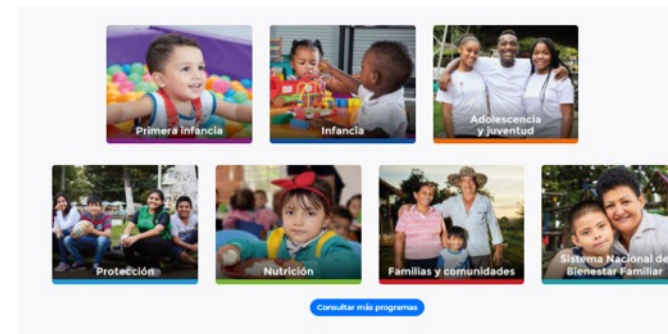 Primera infancia
Infancia
Adolescencia
y juventud
Protección
Nutrición
Familias y comunidades
Sistema Nacional de
Bienestar Familiar
Consultar más programas